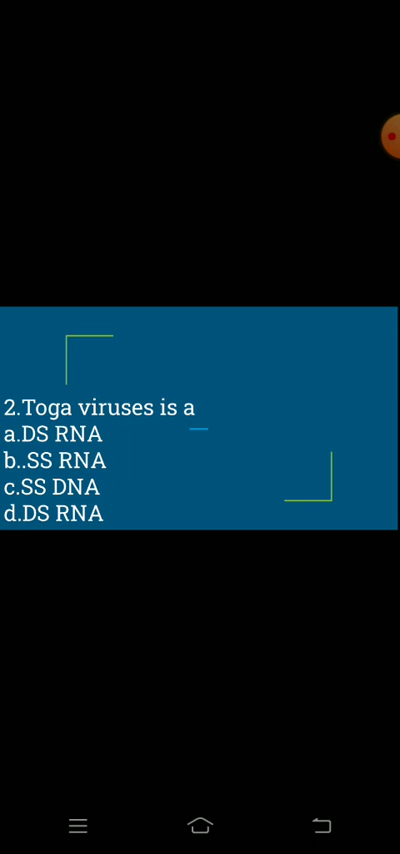 2.Toga viruses is a
a.DS RNA
b..SS RNA
c.SS DNA
d.DS RNA